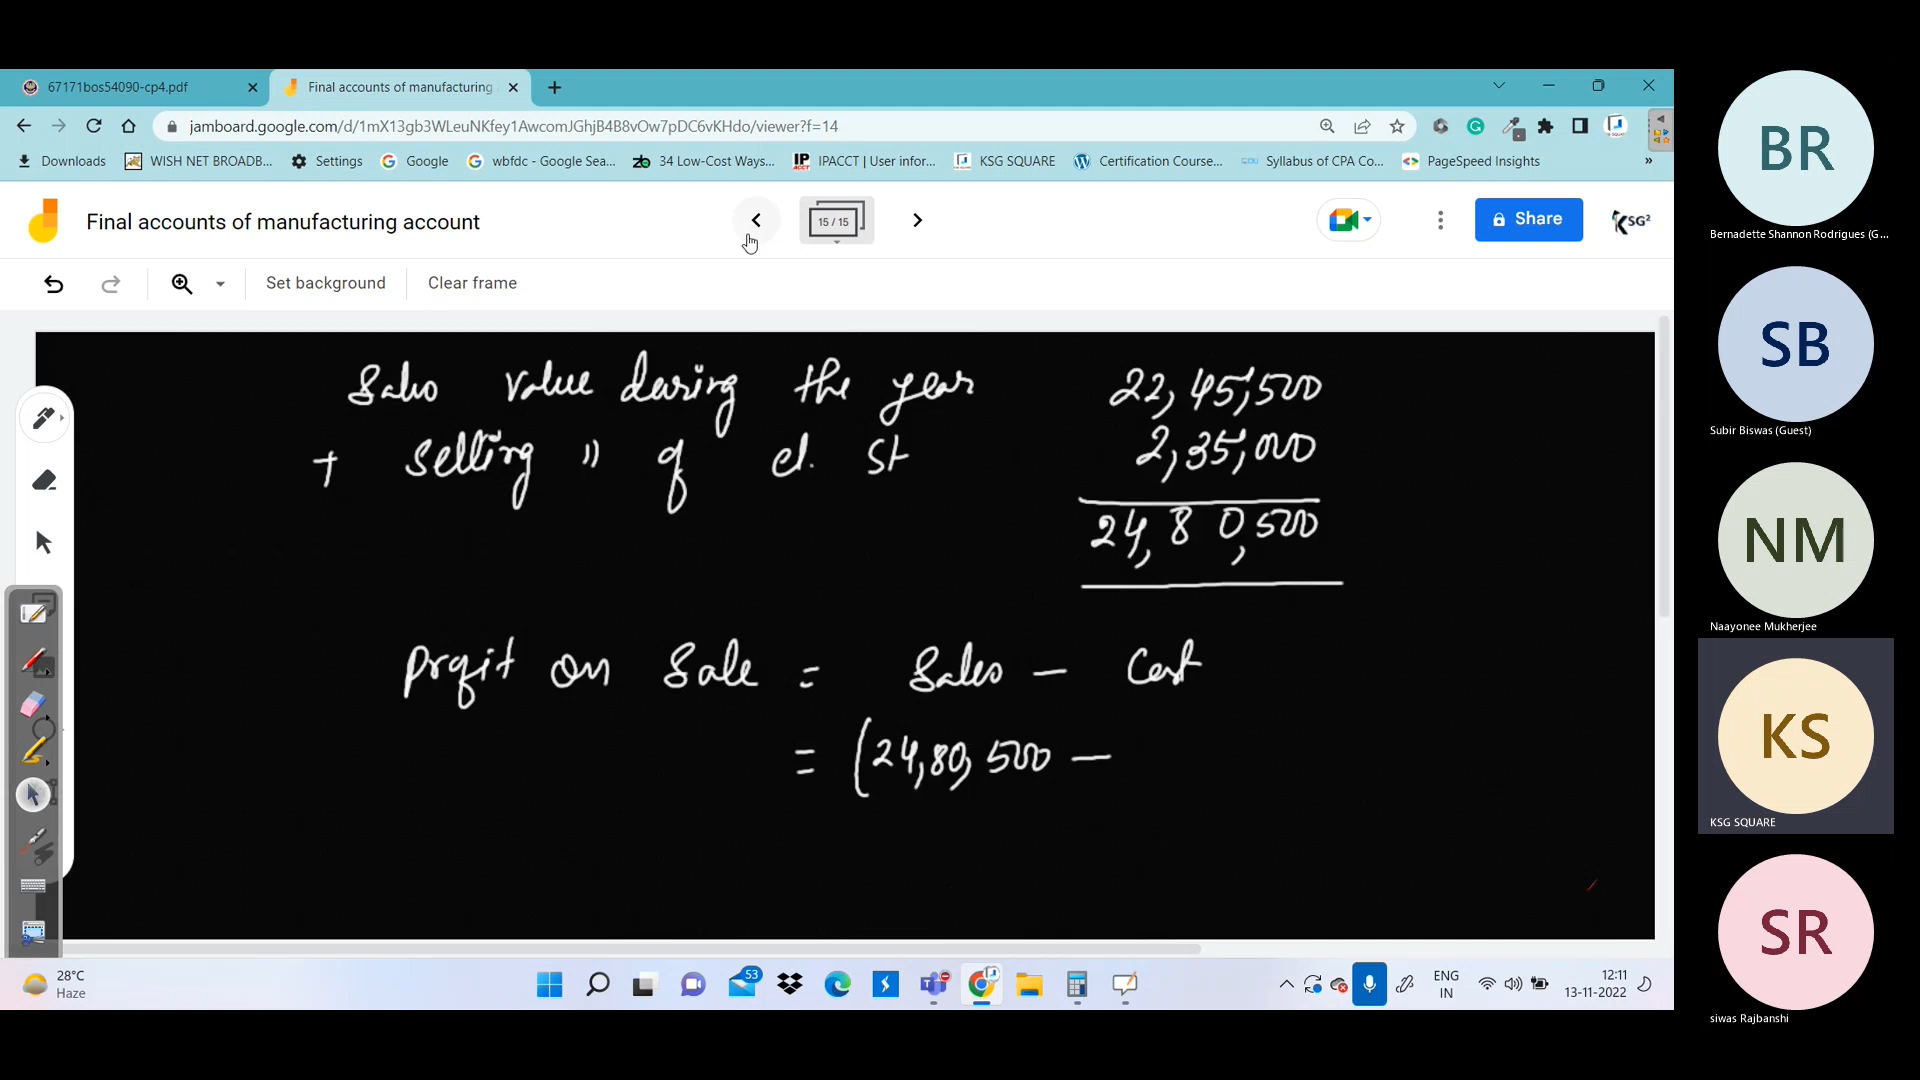 67171bos54090-cp4.pdf
Final accounts of manufacturing
jamboard.google.com/d/1mX13gb3WLeuNKfey1AwcomJGhjB4B8vOw7pDC6vKHdo/viewer?f=14
Downloads WISH NET BROADB... Settings Google wbfdc - Google Sea... 34 Low-Cost Ways... IPACCT | User infor... KSG SQUARE Certification Course... Syllabus of CPA Co... PageSpeed Insights »
Final accounts of manufacturing account
15 / 15
Share
KSG²
Set background Clear frame
Sales value during the year 22,45,500
+ selling " of cl. St 2,35,000
24,80,500
Profit on Sale = Sales - Cost
= (24,80,500 -
28°C
Haze
53
ENG
IN
12:11
13-11-2022
BR
Bernadette Shannon Rodrigues (G...
SB
Subir Biswas (Guest)
NM
Naayonee Mukherjee
KS
KSG SQUARE
SR
siwas Rajbanshi